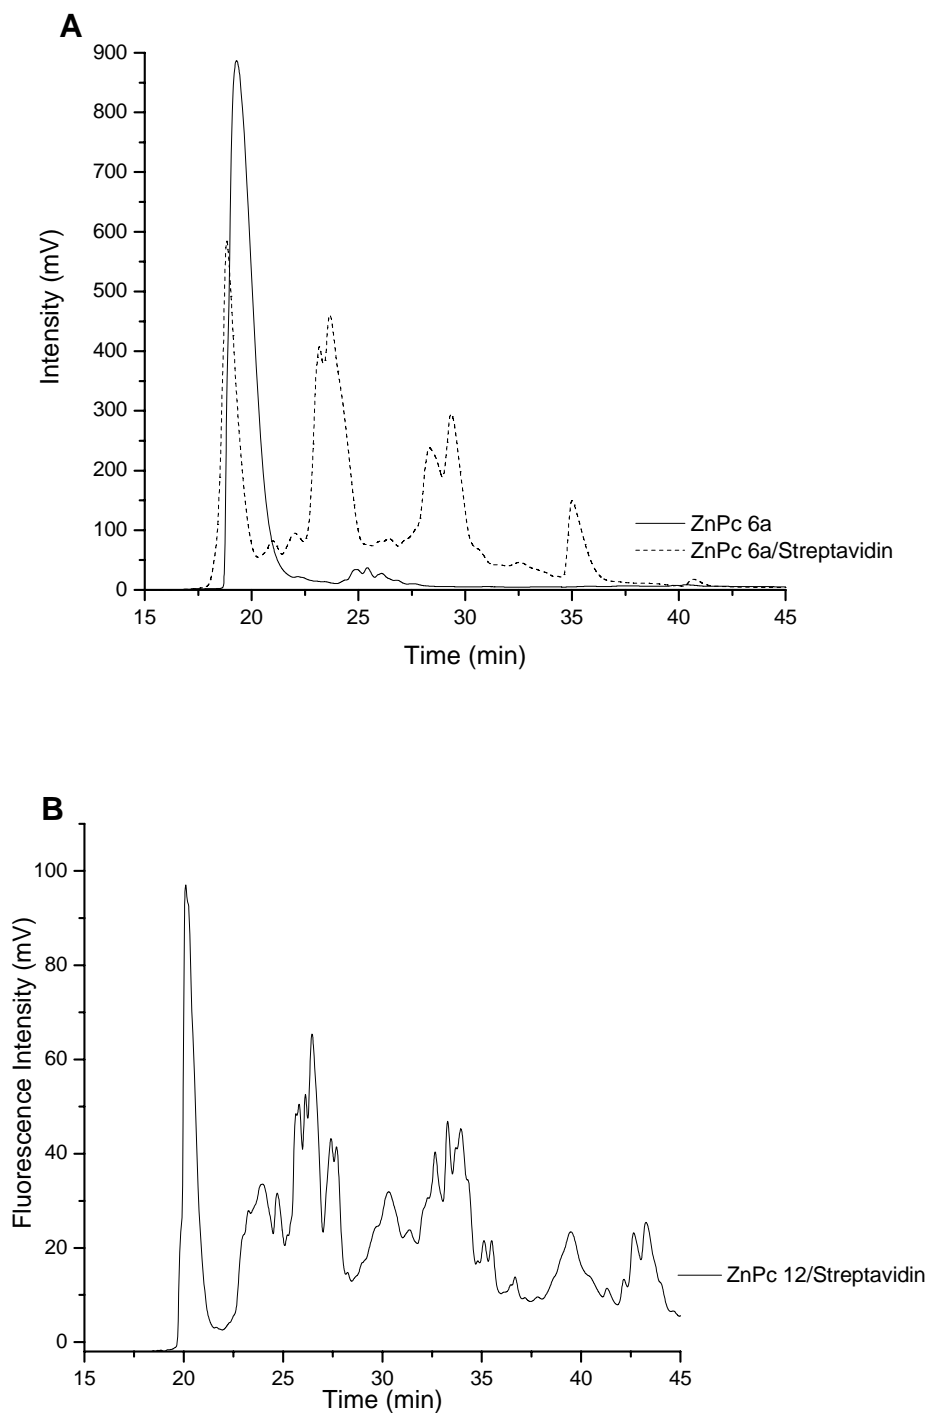 A
900
800
700
600
500
400
300
200
100
0
Intensity (mV)
15 20 25 30 35 40 45
Time (min)
ZnPc 6a
ZnPc 6a/Streptavidin
B
100
80
60
40
20
0
Fluorescence Intensity (mV)
15 20 25 30 35 40 45
Time (min)
ZnPc 12/Streptavidin